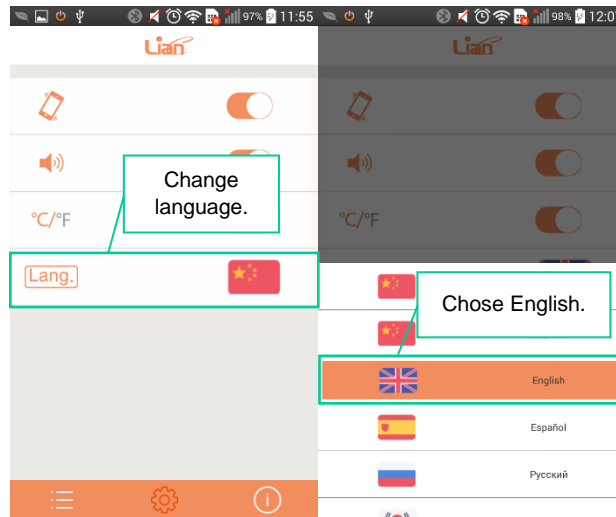 97% 11:55
98% 12:0
Lian
Lian
Change
language.
°C/°F
°C/°F
Lang.
Chose English.
English
Español
Русский